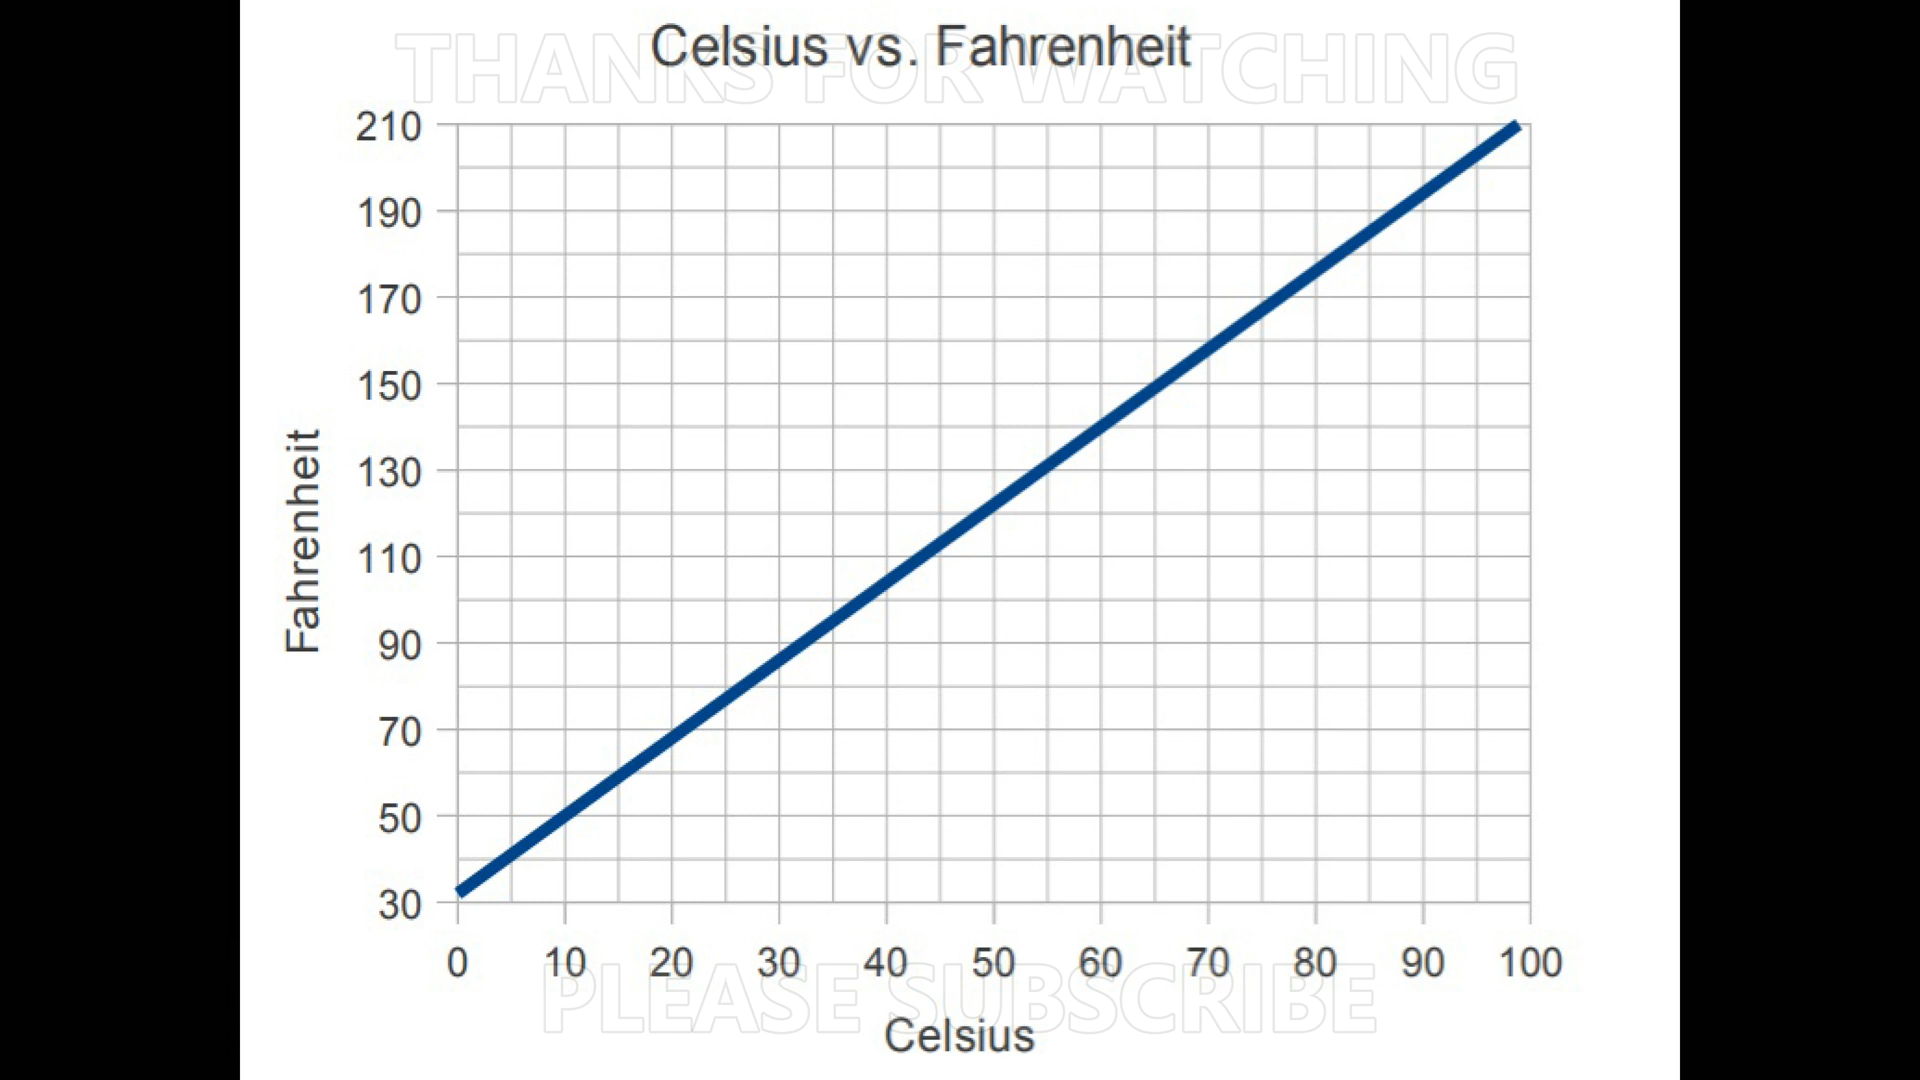 THANKS FOR WATCHING
Celsius vs. Fahrenheit
210
190
170
150
130
110
90
70
50
30
Fahrenheit
0 10 20 30 40 50 60 70 80 90 100
PLEASE SUBSCRIBE
Celsius